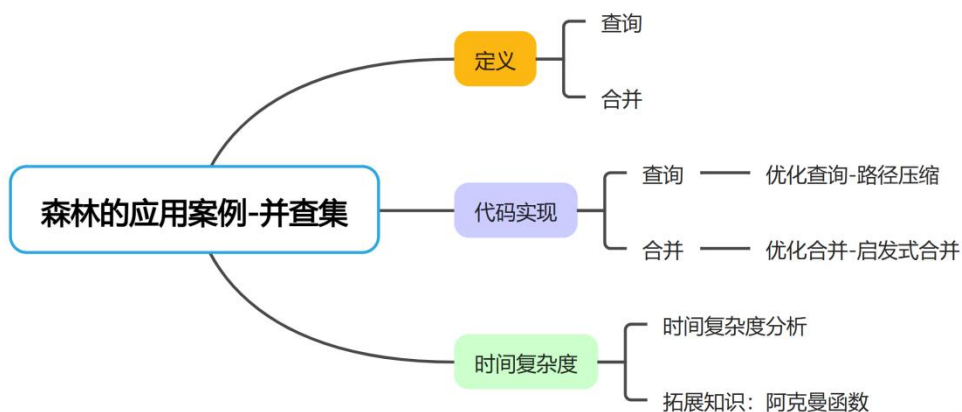 森林的应用案例-并查集
定义
查询
合并
代码实现
查询
优化查询-路径压缩
合并
优化合并-启发式合并
时间复杂度
时间复杂度分析
拓展知识：阿克曼函数